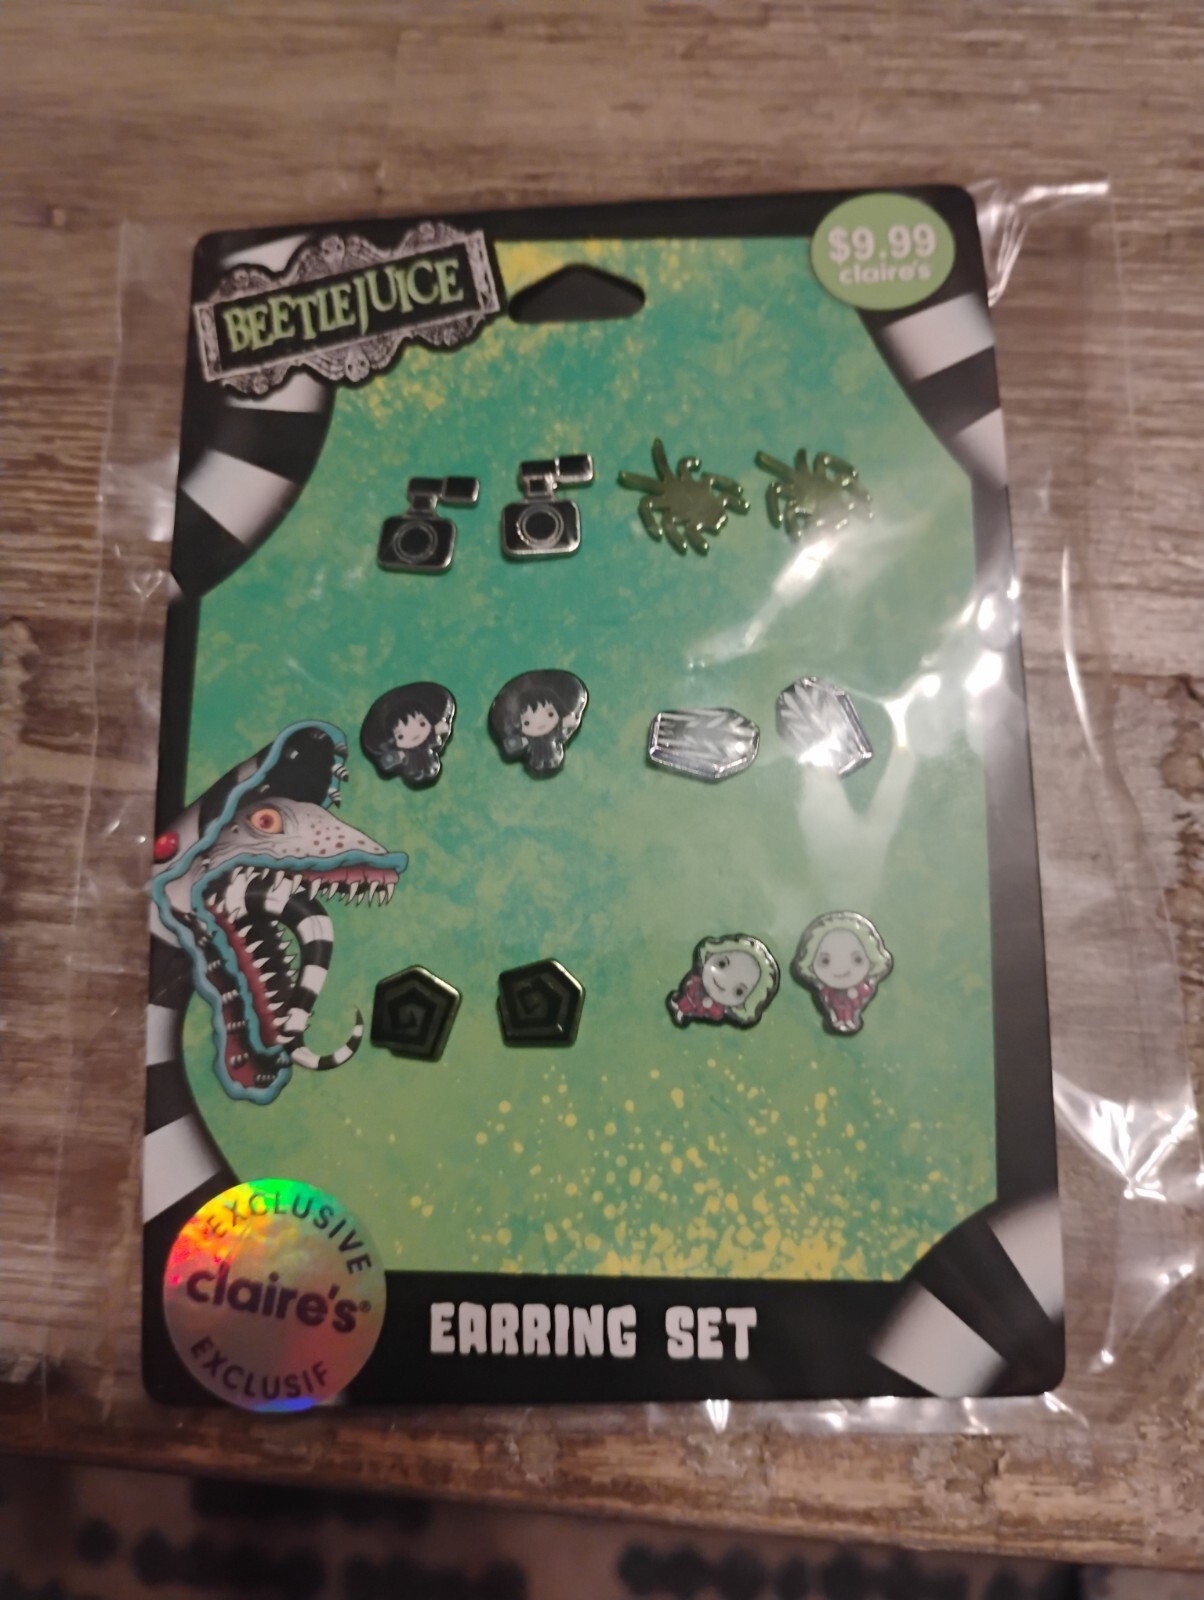 BEETLEJUICE
$9.99
claire's
EXCLUSIVE
claire's®
EXCLUSIF
EARRING SET